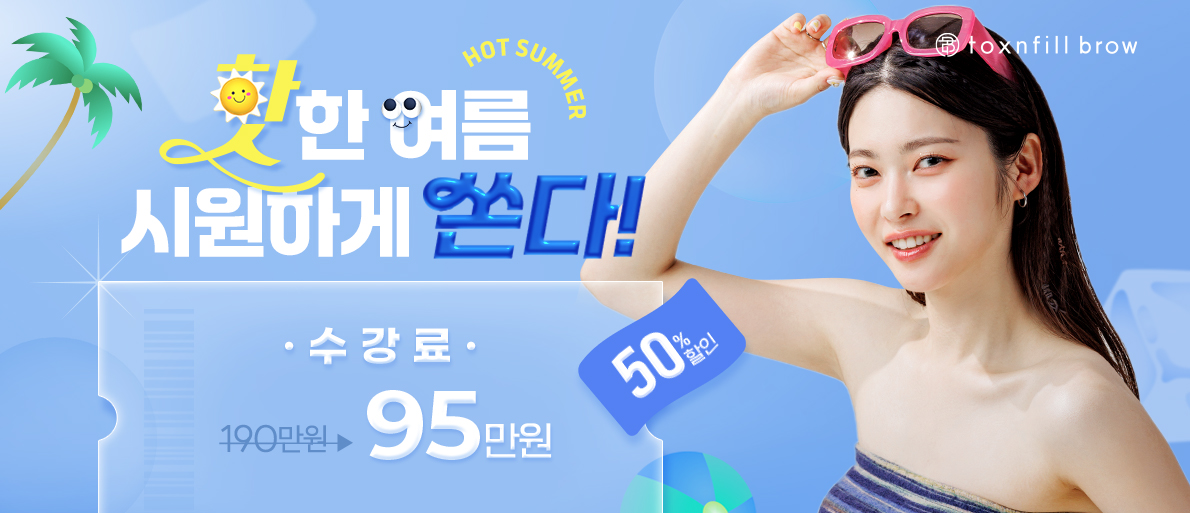 HOT SUMMER
핫한 여름
시원하게 쏜다!
toxnfill brow
· 수강료 ·
190만원 ▶ 95만원
50% 할인